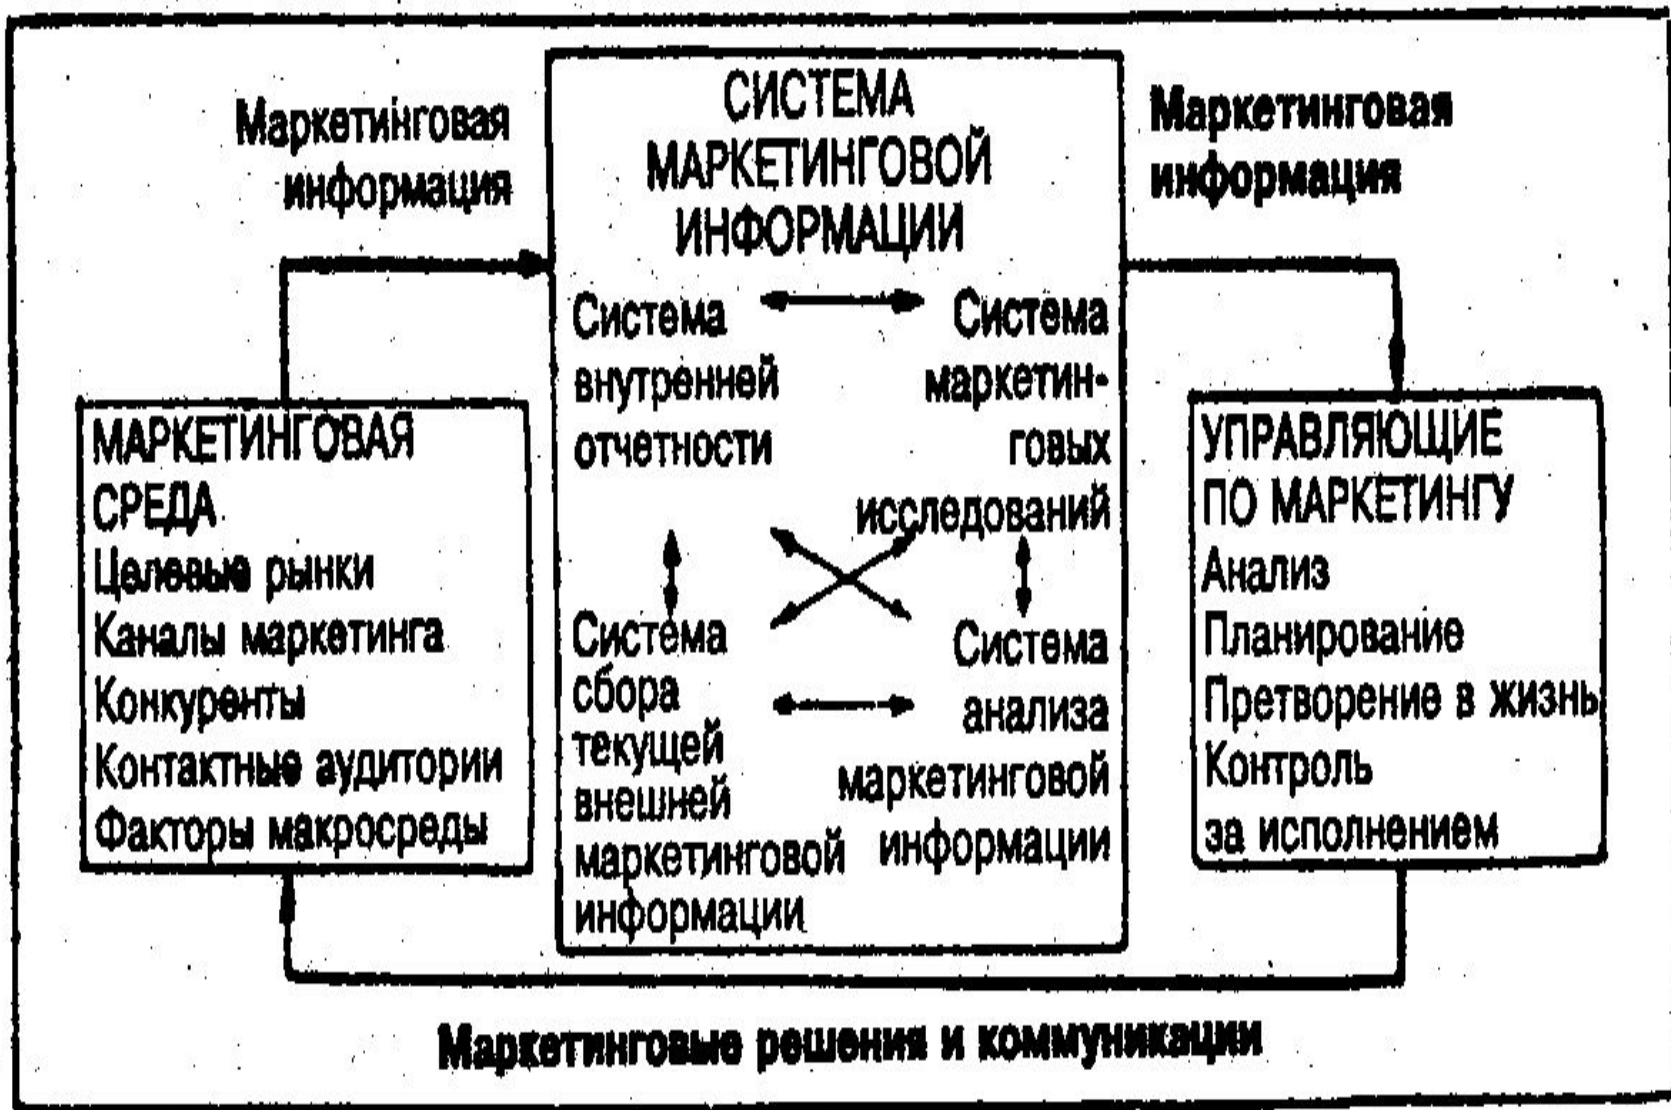 Маркетинговая
информация
СИСТЕМА
МАРКЕТИНГОВОЙ
ИНФОРМАЦИИ
Маркетинговая
информация
Система
внутренней
отчетности
Система
маркетин-
говых
исследований
Система
сбора
текущей
внешней
маркетинговой
информации
Система
анализа
маркетинговой
информации
МАРКЕТИНГОВАЯ
СРЕДА
Целевые рынки
Каналы маркетинга
Конкуренты
Контактные аудитории
Факторы макросреды
УПРАВЛЯЮЩИЕ
ПО МАРКЕТИНГУ
Анализ
Планирование
Претворение в жизнь
Контроль
за исполнением
Маркетинговые решения и коммуникации